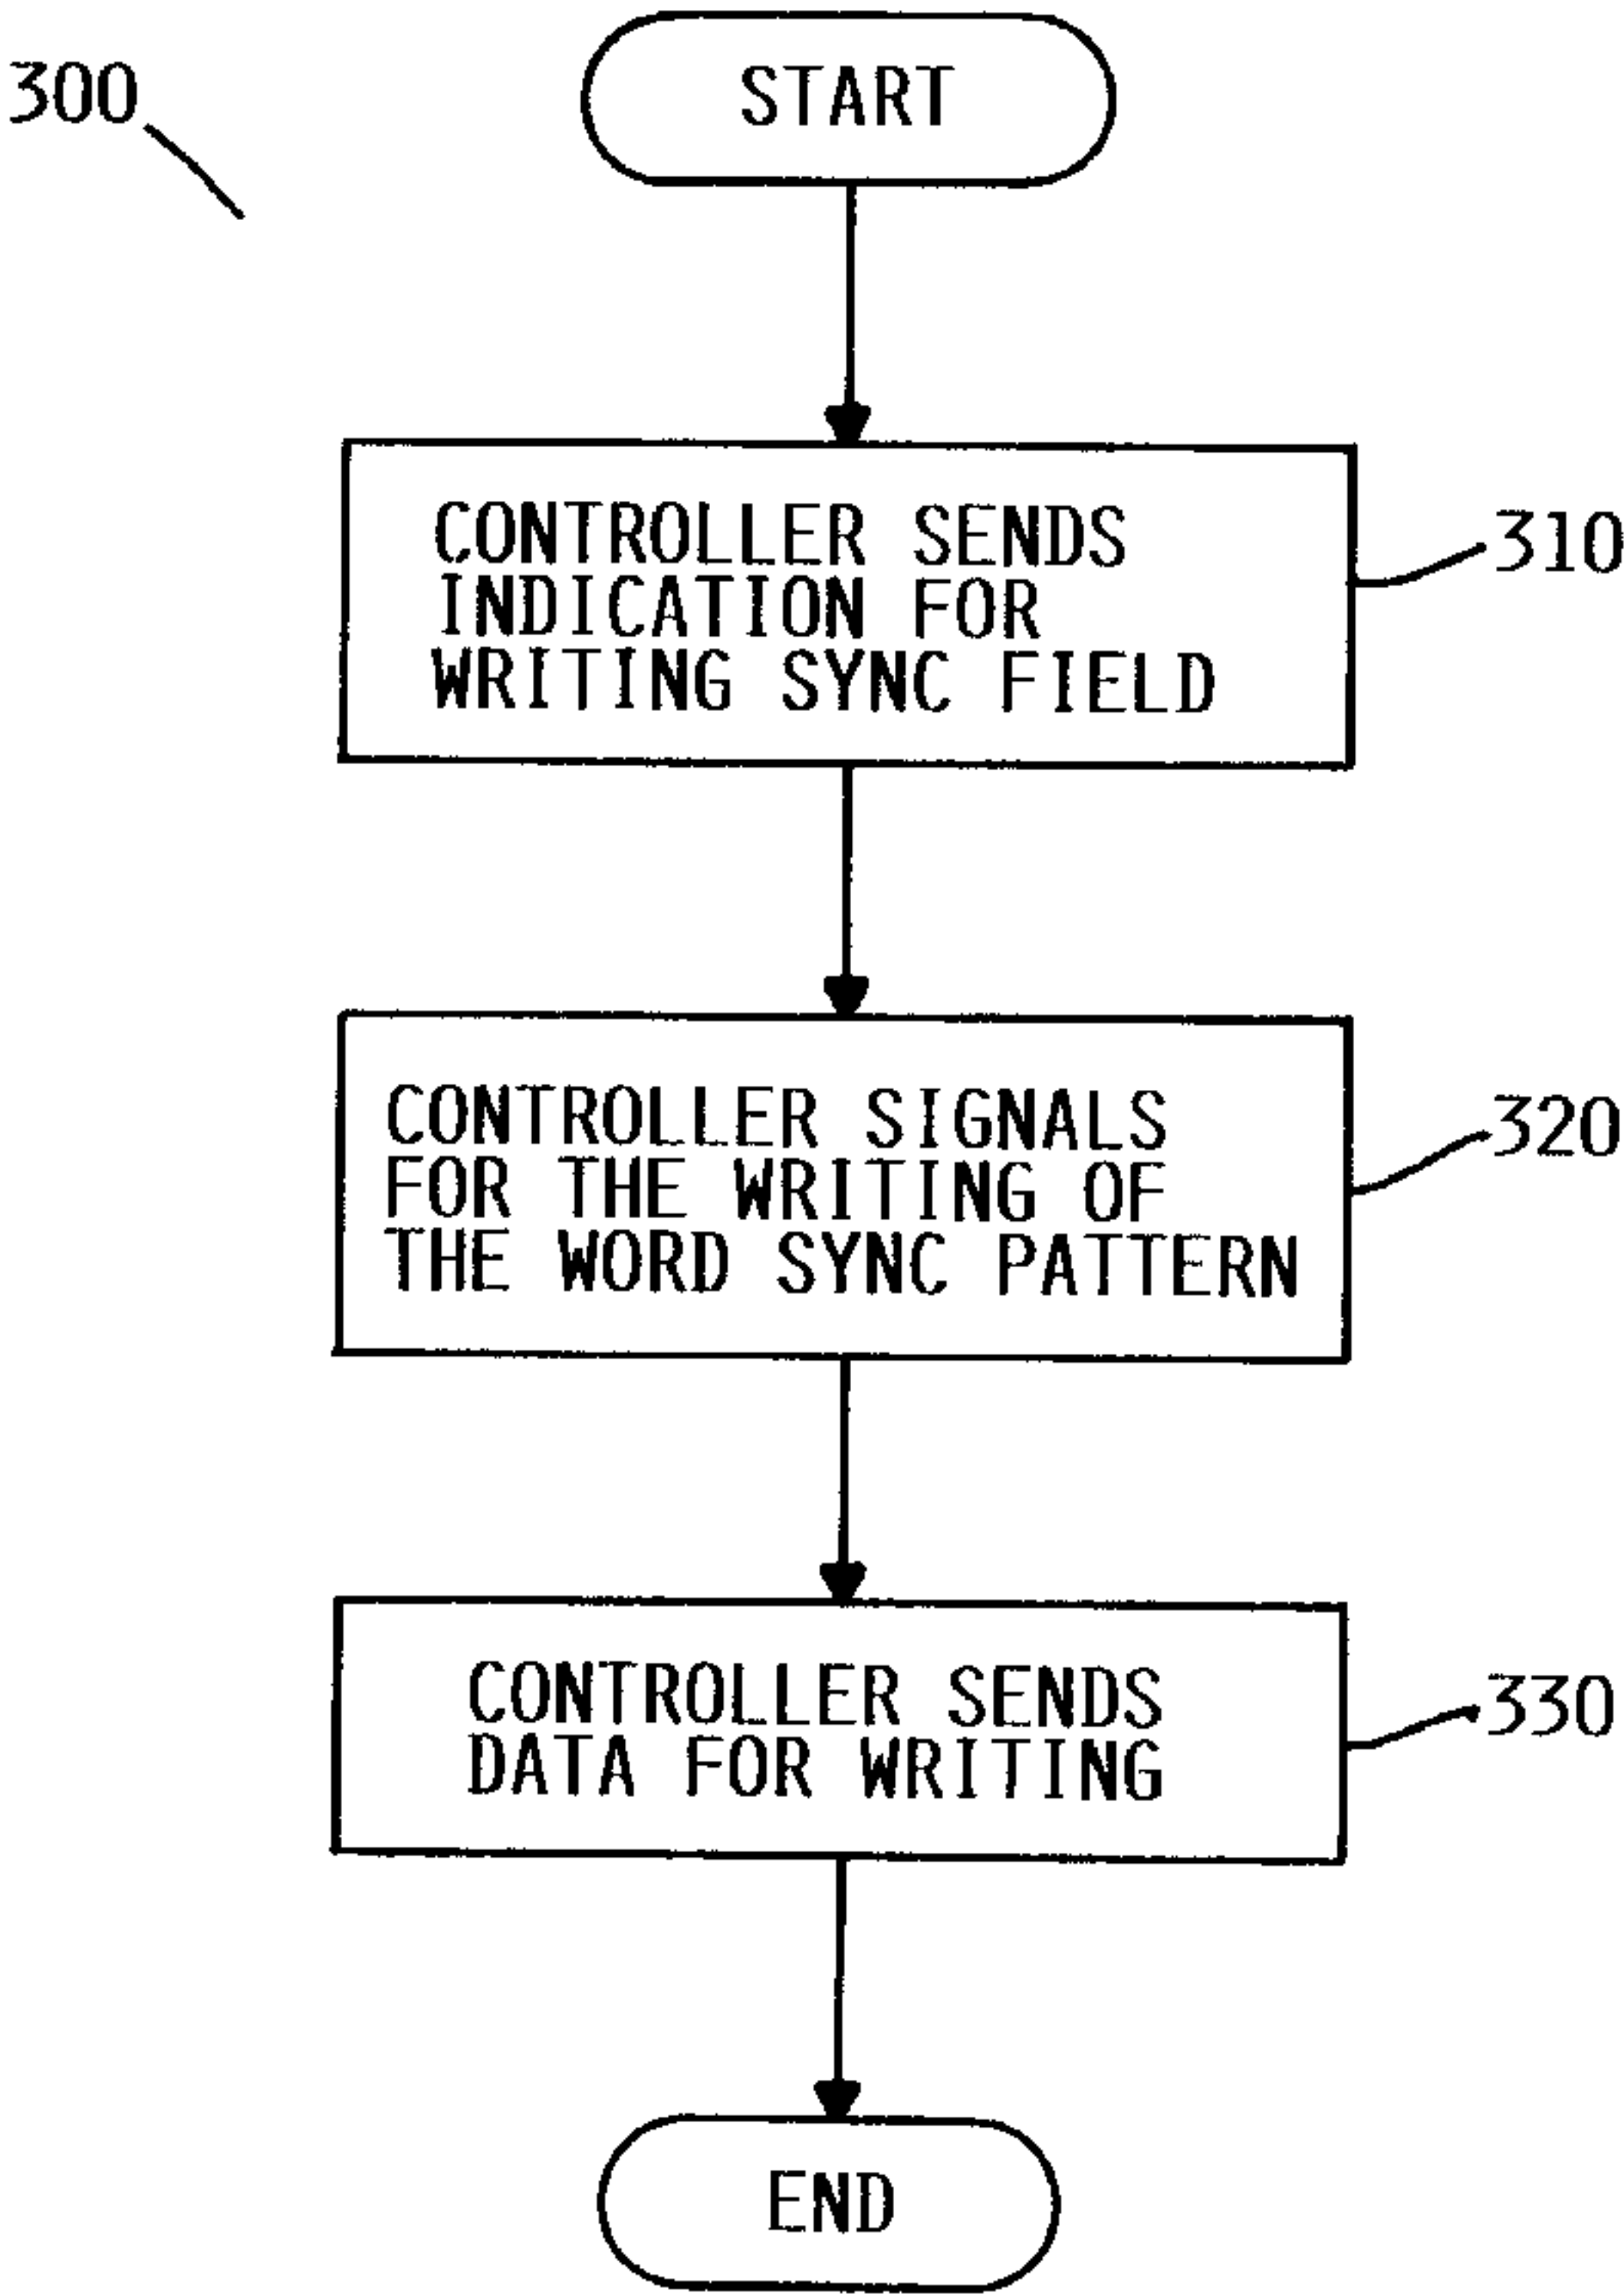 300
START
CONTROLLER SENDS
INDICATION FOR
WRITING SYNC FIELD
310
CONTROLLER SIGNALS
FOR THE WRITING OF
THE WORD SYNC PATTERN
320
CONTROLLER SENDS
DATA FOR WRITING
330
END